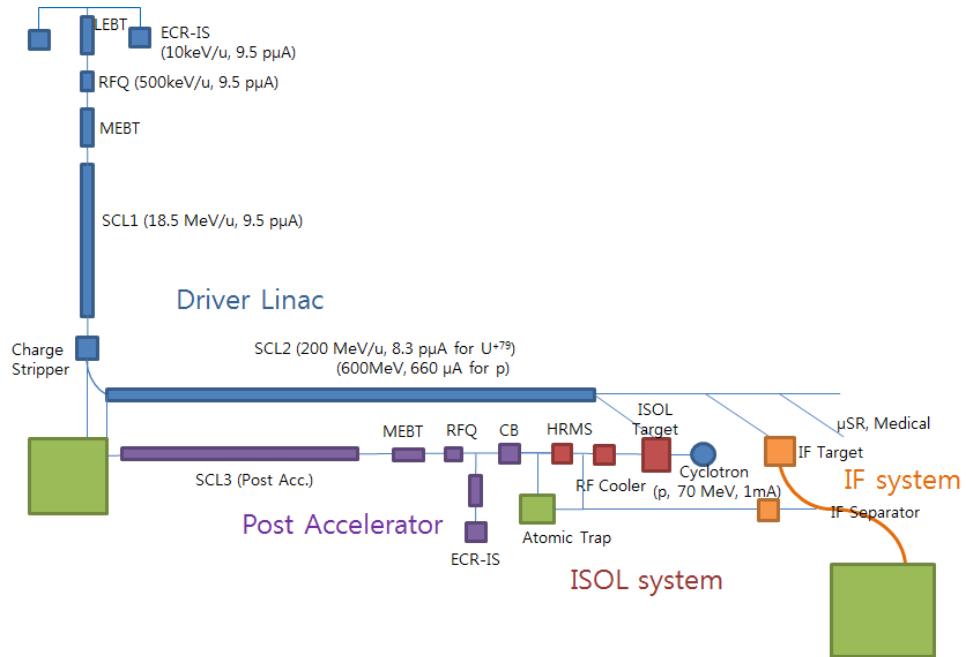 LEBT
ECR-IS
(10keV/u, 9.5 pµA)
RFQ (500keV/u, 9.5 pµA)
MEBT
SCL1 (18.5 MeV/u, 9.5 pµA)
Driver Linac
Charge
Stripper
SCL2 (200 MeV/u, 8.3 pµA for U+79)
(600MeV, 660 µA for p)
µSR, Medical
ISOL
Target
MEBT
RFQ
CB
HRMS
IF Target
SCL3 (Post Acc.)
RF Cooler
Cyclotron
(p, 70 MeV, 1mA)
IF system
Post Accelerator
Atomic Trap
IF Separator
ECR-IS
ISOL system